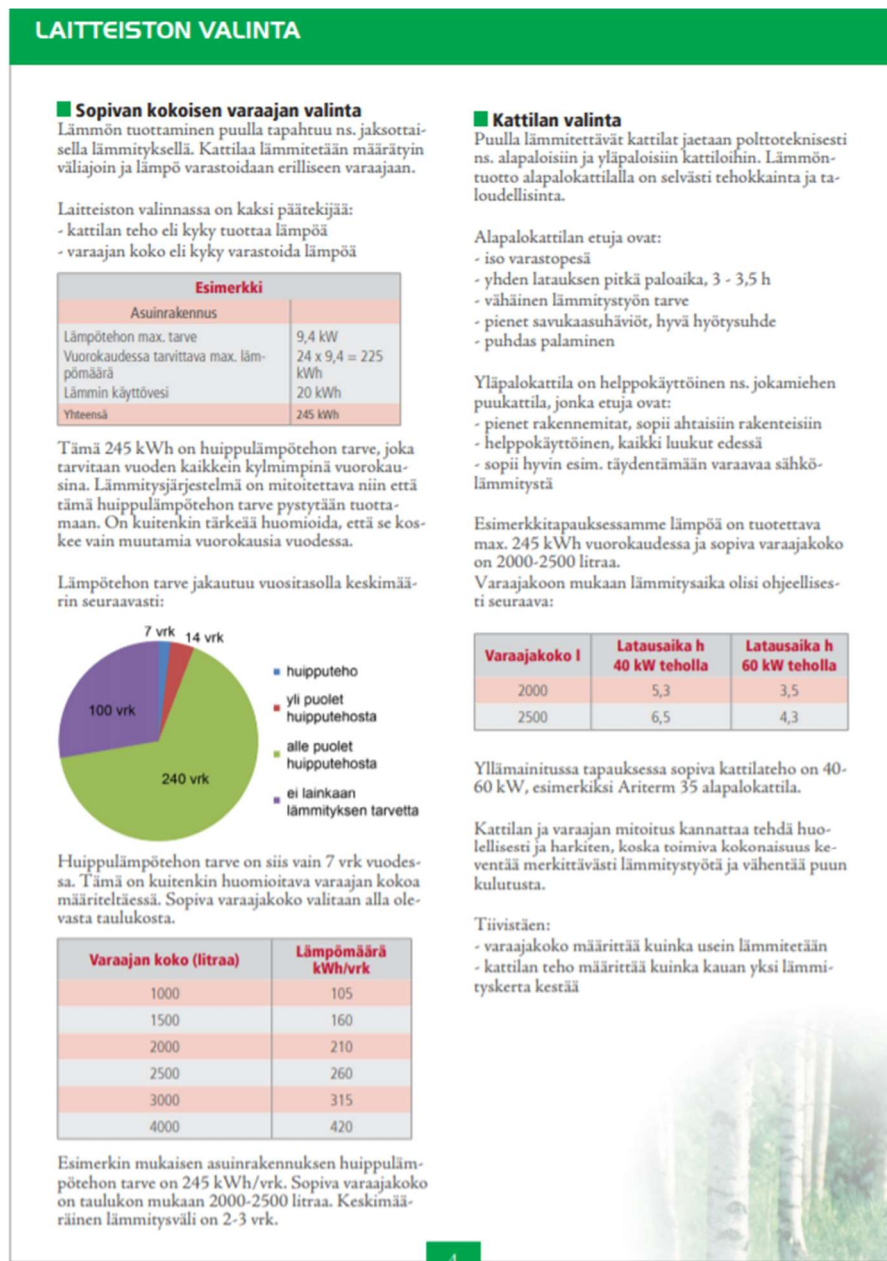 LAITTEISTON VALINTA
Sopivan kokoisen varaajan valinta
Lämmön tuottaminen puulla tapahtuu ns. jaksottai-
sella lämmityksellä. Kattilaa lämmitetään määrätyin
väliajoin ja lämpö varastoidaan erilliseen varaajaan.
Laitteiston valinnassa on kaksi päätekijää:
- kattilan teho eli kyky tuottaa lämpöä
- varaajan koko eli kyky varastoida lämpöä
Esimerkki
Asuinrakennus
Lämpötehon max. tarve 9,4 kW
Vuorokaudessa tarvittava max. läm- 24 x 9,4 = 225
pömäärä kWh
Lämmin käyttövesi 20 kWh
Yhteensä 245 kWh
Tämä 245 kWh on huippulämpötehon tarve, joka
tarvitaan vuoden kaikkein kylmimpinä vuorokau-
sina. Lämmitysjärjestelmä on mitoitettava niin että
tämä huippulämpötehon tarve pystytään tuotta-
maan. On kuitenkin tärkeää huomioida, että se kos-
kee vain muutamia vuorokausia vuodessa.
Lämpötehon tarve jakautuu vuositasolla keskimää-
rin seuraavasti:
7 vrk 14 vrk
100 vrk
240 vrk
huipputeho
yli puolet
huipputehosta
alle puolet
huipputehosta
ei lainkaan
lämmityksen tarvetta
Huippulämpötehon tarve on siis vain 7 vrk vuodes-
sa. Tämä on kuitenkin huomioitava varaajan kokoa
määriteltäessä. Sopiva varaajakoko valitaan alla ole-
vasta taulukosta.
Varaajan koko (litraa) Lämpömäärä
kWh/vrk
1000 105
1500 160
2000 210
2500 260
3000 315
4000 420
Esimerkin mukaisen asuinrakennuksen huippuläm-
pötehon tarve on 245 kWh/vrk. Sopiva varaajakoko
on taulukon mukaan 2000-2500 litraa. Keskimää-
räinen lämmitysväli on 2-3 vrk.
Kattilan valinta
Puulla lämmitettävät kattilat jaetaan polttoteknisesti
ns. alapaloisiin ja yläpaloisiin kattiloihin. Lämmön-
tuotto alapalokattilalla on selvästi tehokkainta ja ta-
loudellisinta.
Alapalokattilan etuja ovat:
- iso varastopesä
- yhden latauksen pitkä paloaika, 3 - 3,5 h
- vähäinen lämmitystyön tarve
- pienet savukaasuhäviöt, hyvä hyötysuhde
- puhdas palaminen
Yläpalokattila on helppokäyttöinen ns. jokamiehen
puukattila, jonka etuja ovat:
- pienet rakennemitat, sopii ahtaisiin rakenteisiin
- helppokäyttöinen, kaikki luukut edessä
- sopii hyvin esim. täydentämään varaavaa sähkö-
lämmitystä
Esimerkkitapauksessamme lämpöä on tuotettava
max. 245 kWh vuorokaudessa ja sopiva varaajakoko
on 2000-2500 litraa.
Varaajakoon mukaan lämmitysaika olisi ohjeellises-
ti seuraava:
Varaajakoko l Latausaika h Latausaika h
40 kW teholla 60 kW teholla
2000 5,3 3,5
2500 6,5 4,3
Yllämainitussa tapauksessa sopiva kattilateho on 40-
60 kW, esimerkiksi Ariterm 35 alapalokattila.
Kattilan ja varaajan mitoitus kannattaa tehdä huo-
lellisesti ja harkiten, koska toimiva kokonaisuus ke-
ventää merkittävästi lämmitystyötä ja vähentää puun
kulutusta.
Tiivistäen:
- varaajakoko määrittää kuinka usein lämmitetään
- kattilan teho määrittää kuinka kauan yksi lämmi-
tyskerta kestää
4